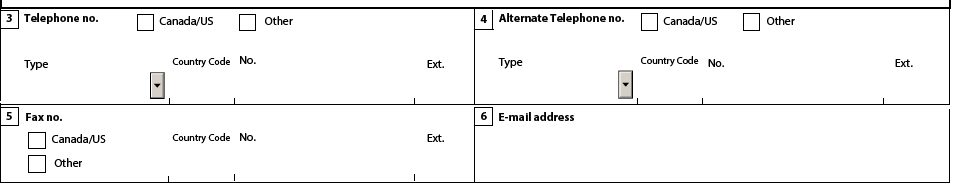 3 Telephone no. Canada/US Other
Type Country Code No. Ext.
4 Alternate Telephone no. Canada/US Other
Type Country Code No. Ext.
5 Fax no.
Canada/US Country Code No. Ext.
Other
6 E-mail address